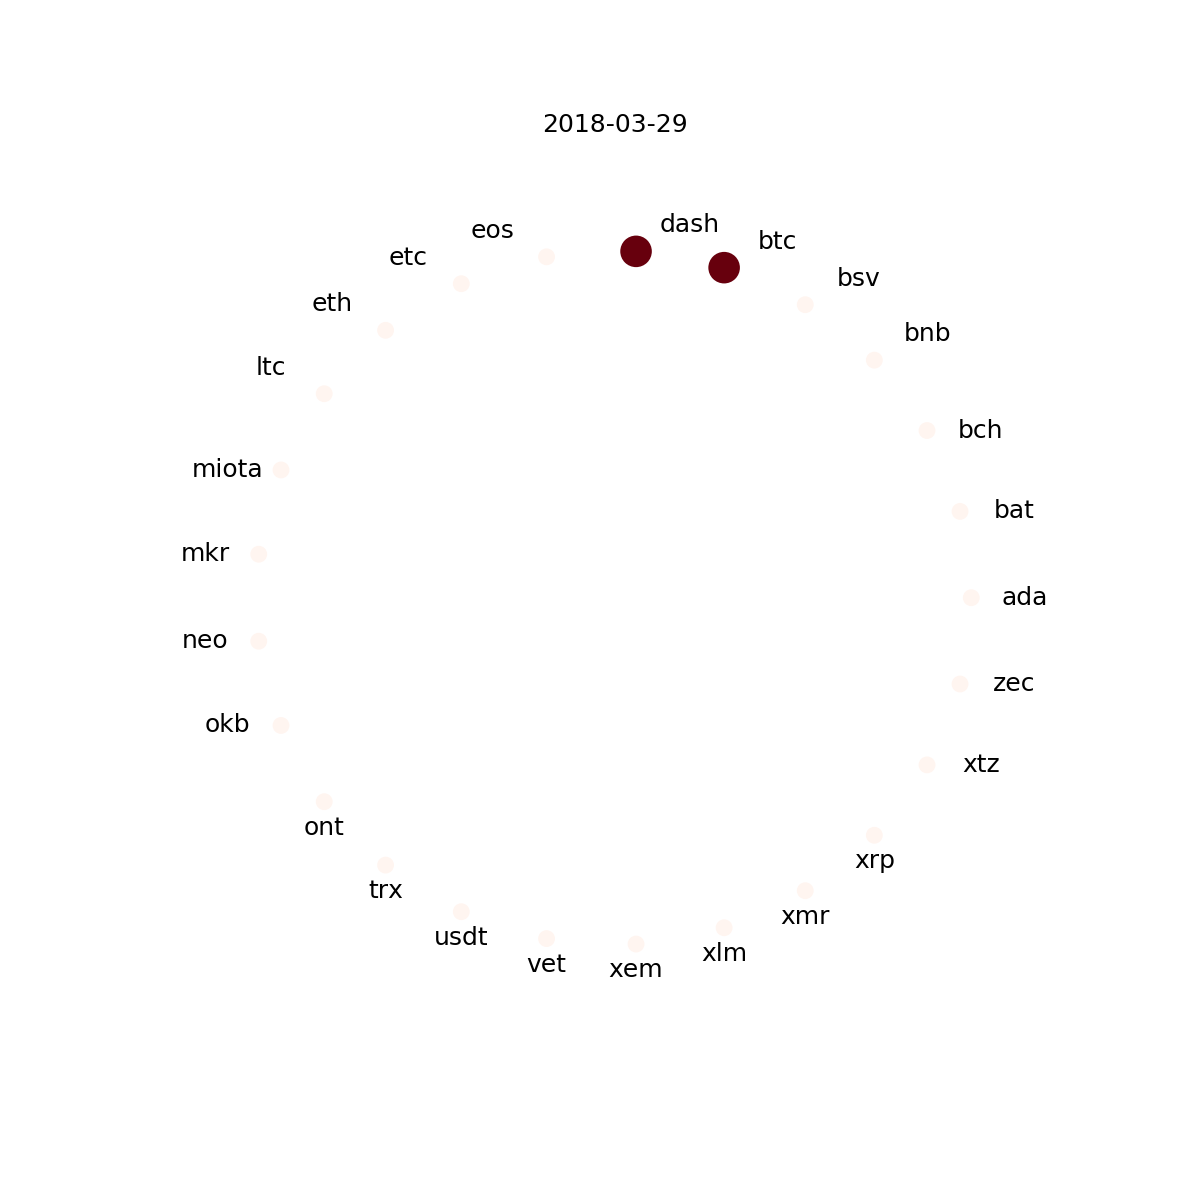 2018-03-29
dash
eos
btc
etc
bsv
eth
bnb
ltc
bch
miota
bat
mkr
ada
neo
zec
okb
xtz
ont
xrp
trx
xmr
usdt
xlm
vet
xem